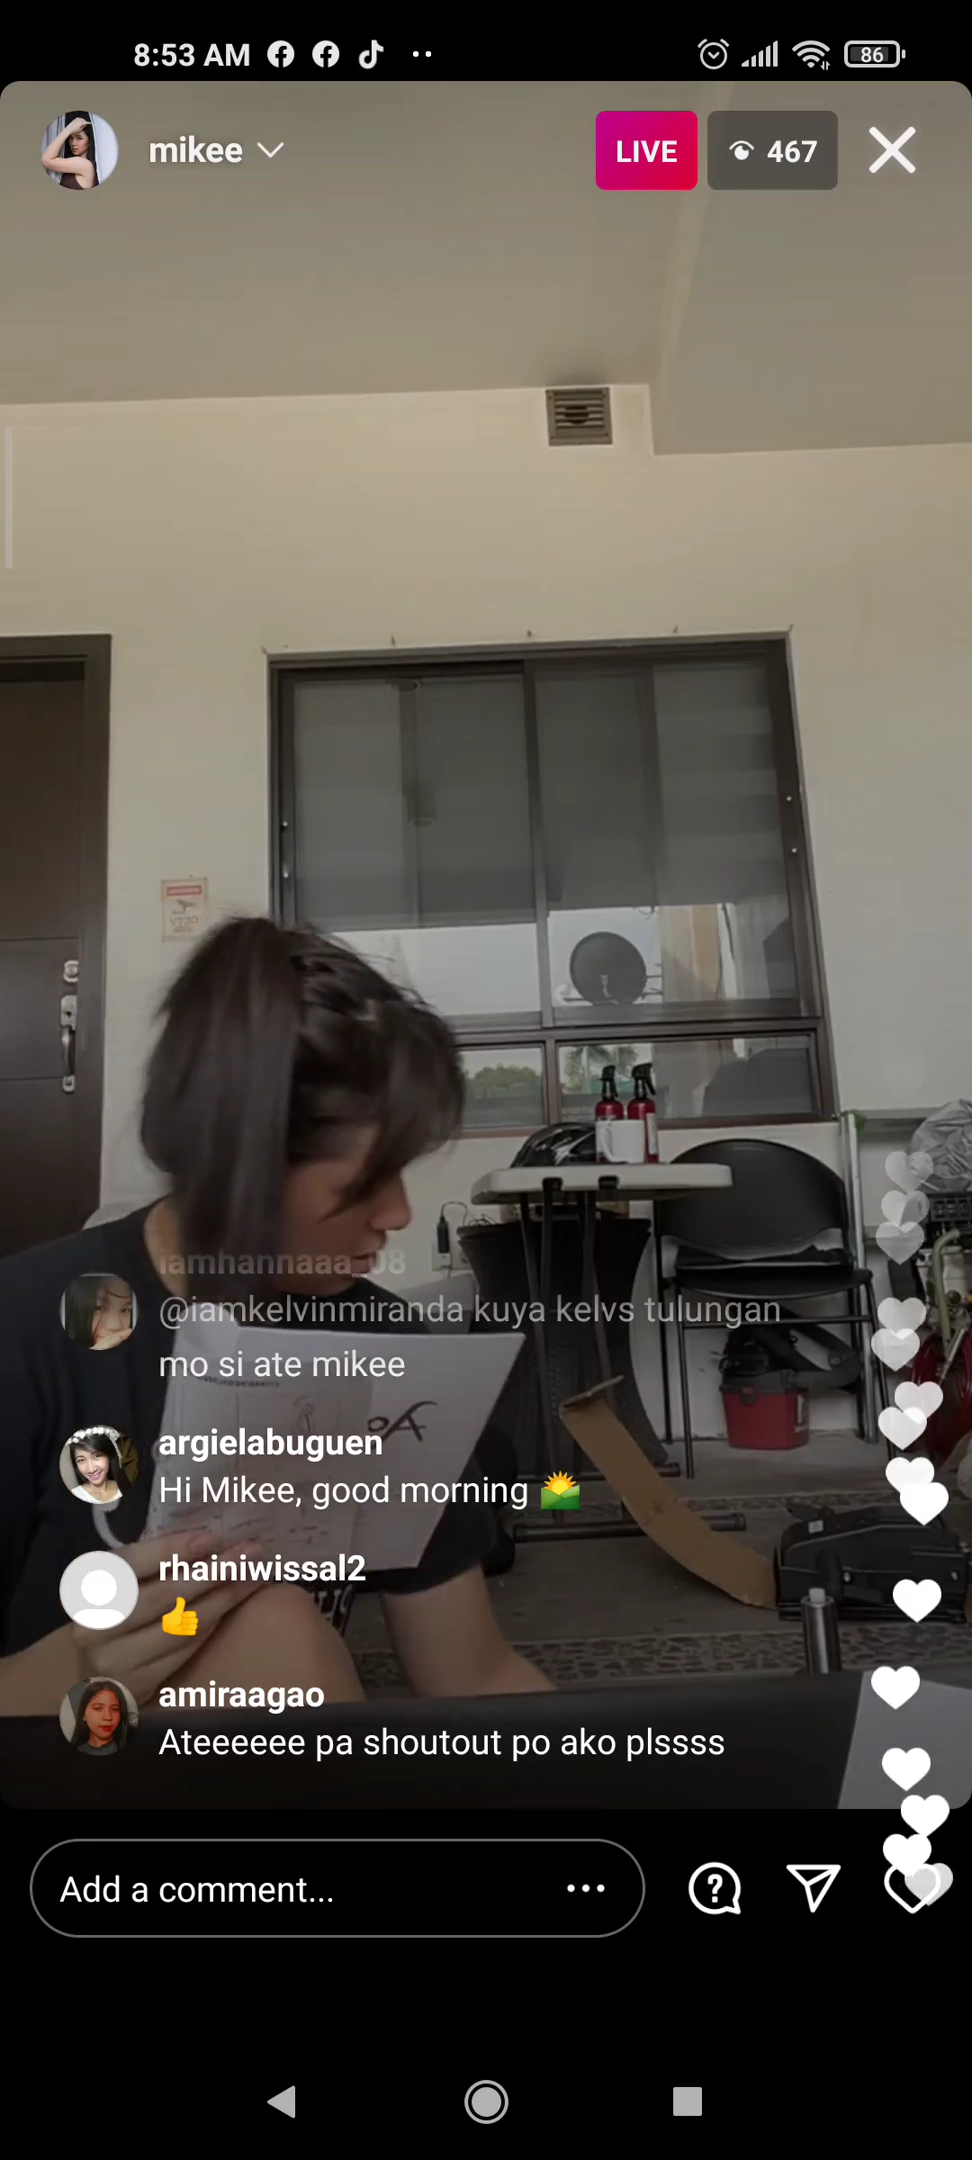 8:53 AM
86
mikee
LIVE
467
iamhannaaa_08
@iamkelvinmiranda kuya kelvs tulungan
mo si ate mikee
argielabuguen
Hi Mikee, good morning 🌄
rhainiwissal2
👍
amiraagao
Ateeeeee pa shoutout po ako plssss
Add a comment...